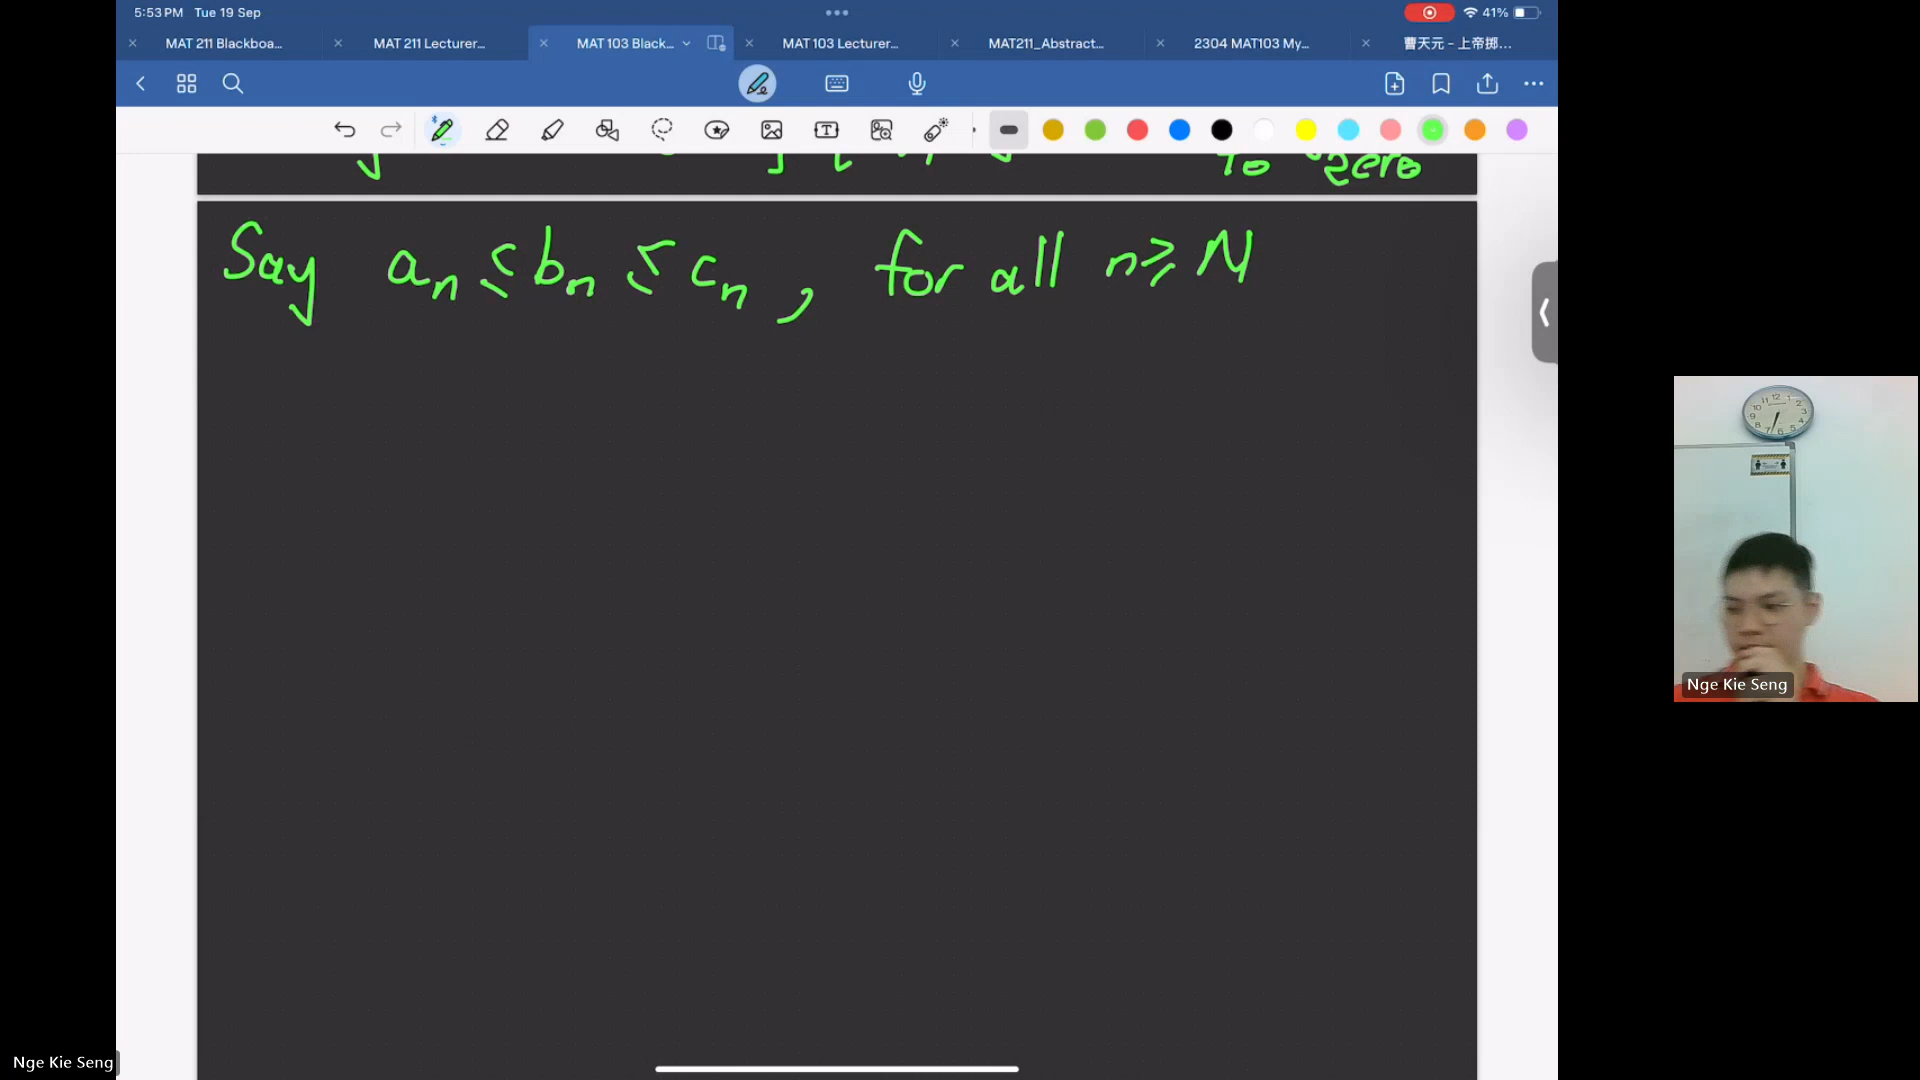 5:53 PM Tue 19 Sep
41%
MAT 211 Blackboa...
MAT 211 Lecturer...
MAT 103 Black...
MAT 103 Lecturer...
MAT211_Abstract...
2304 MAT103 My...
曹天元 - 上帝掷...
to zero
Say aₙ ≤ bₙ ≤ cₙ , for all n ⩾ N
Nge Kie Seng
Nge Kie Seng